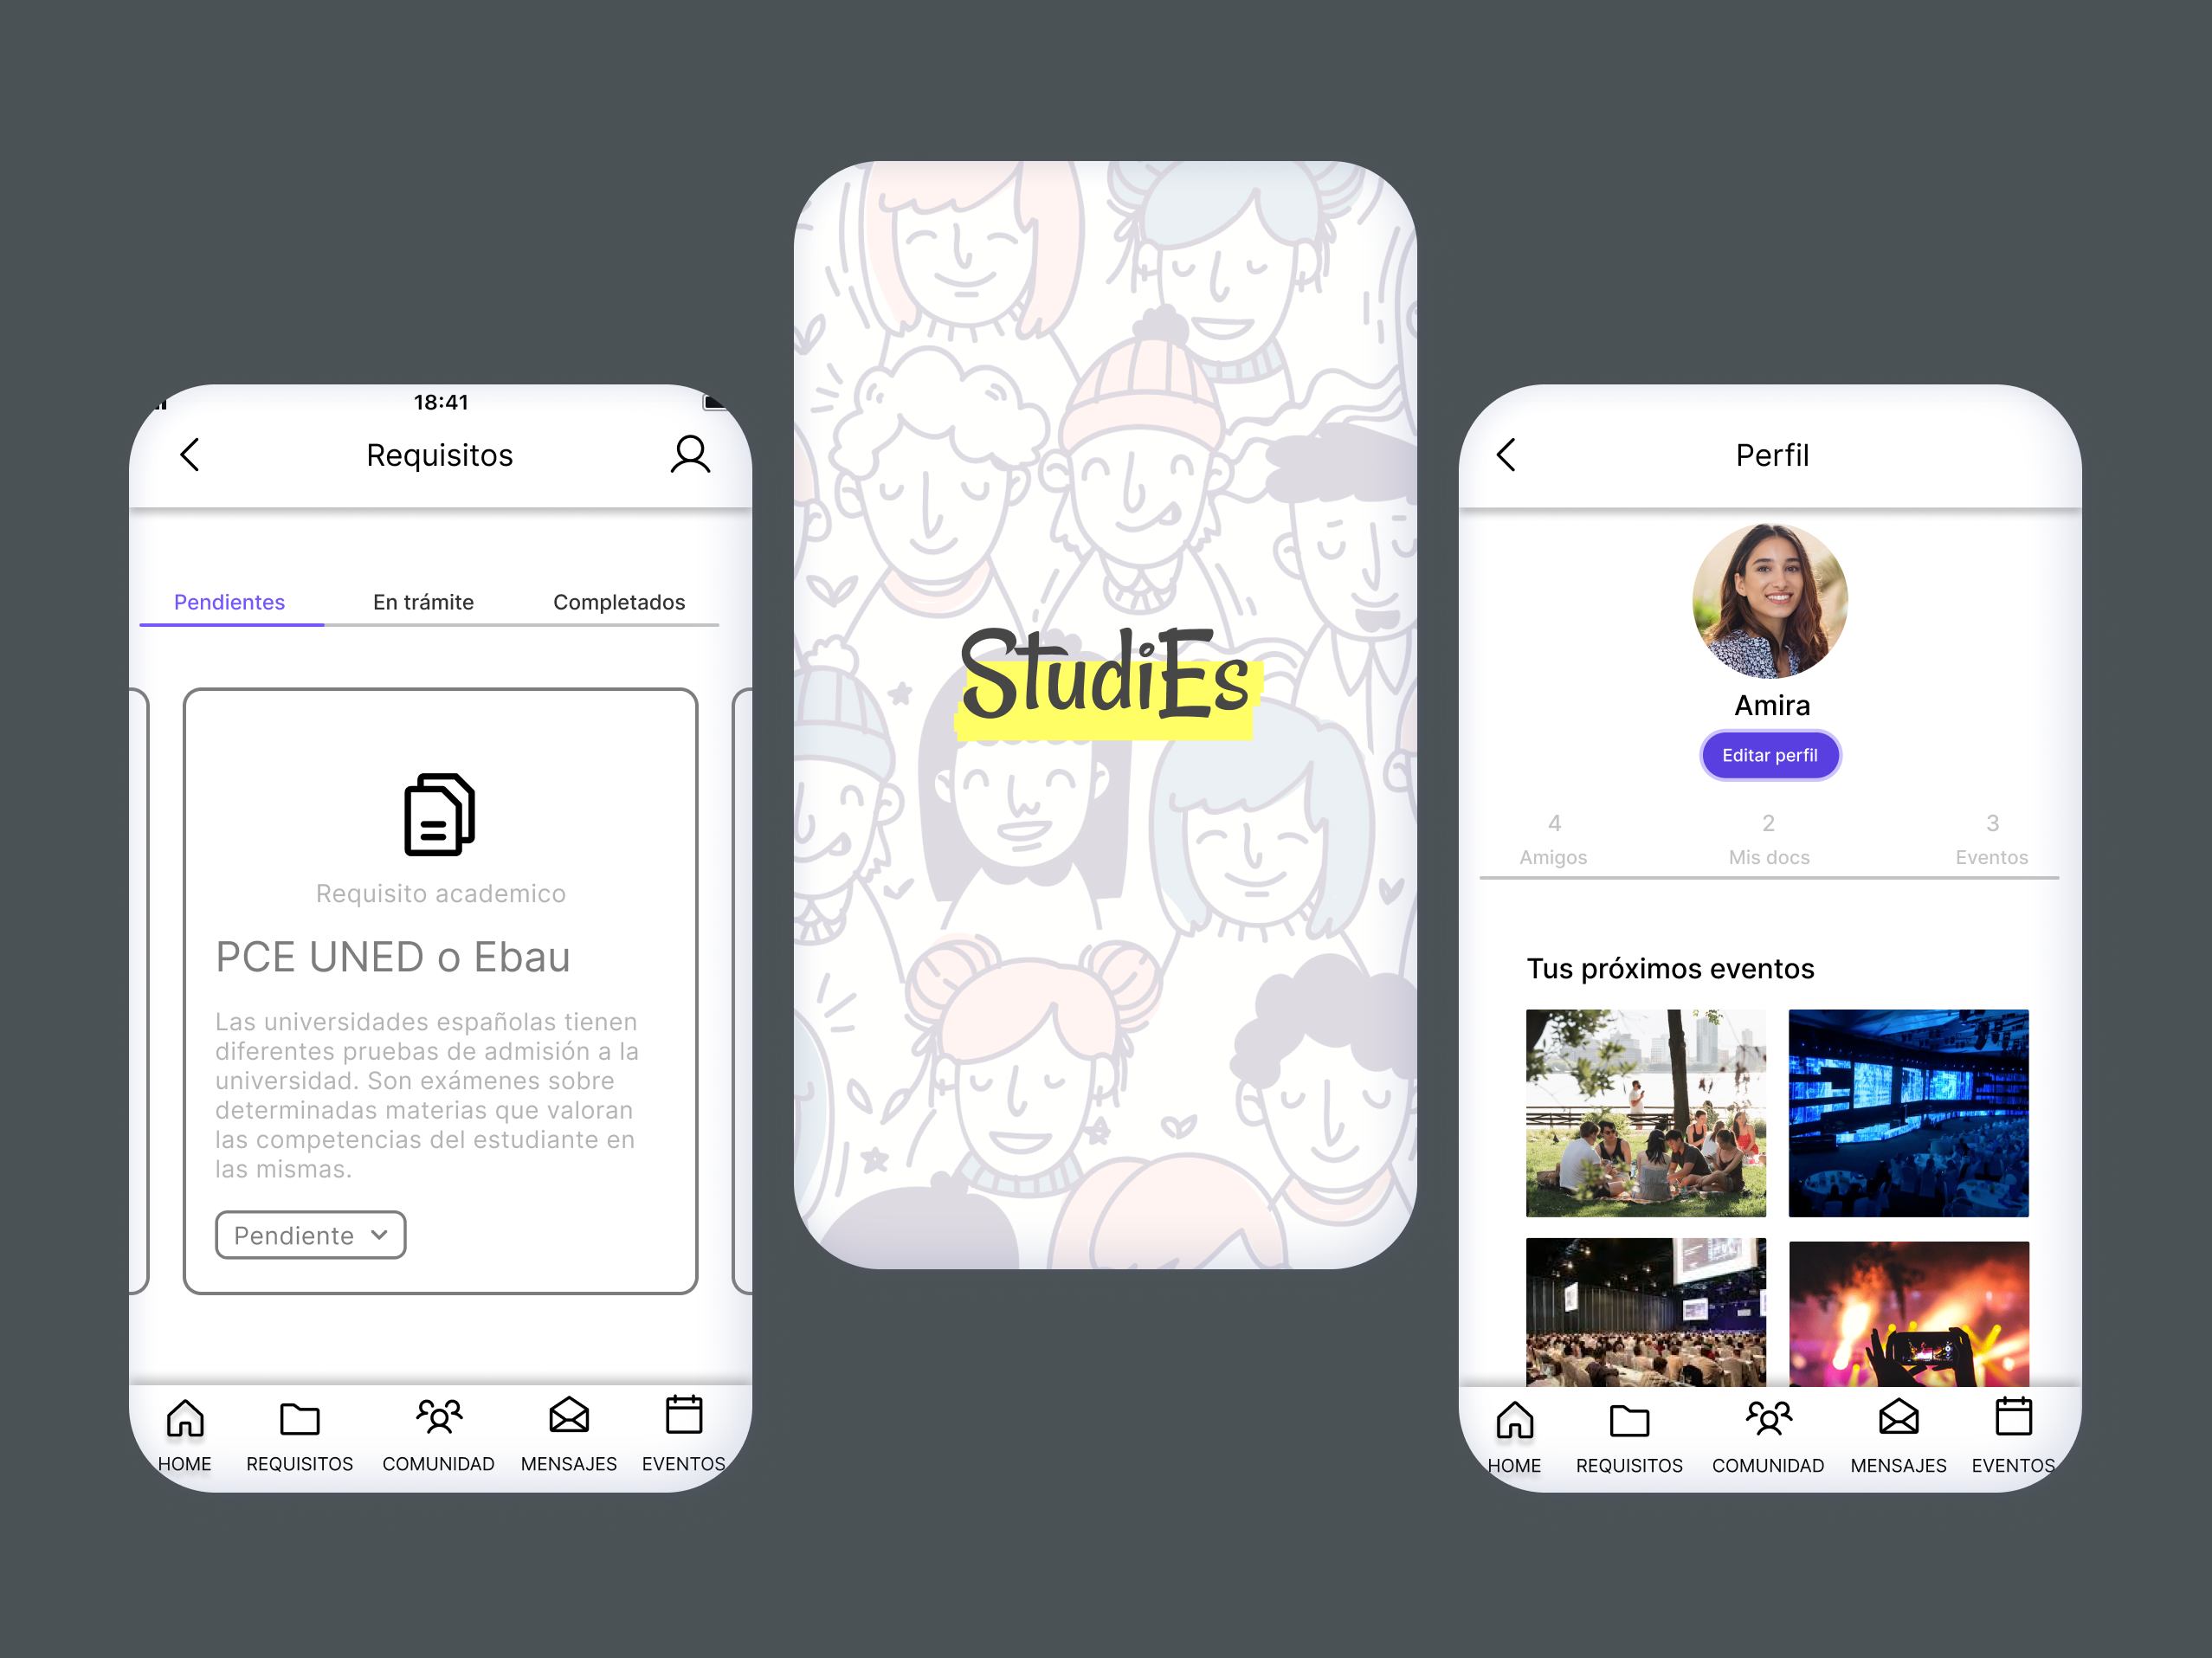 18:41
Requisitos
Pendientes En trámite Completados
Requisito academico
PCE UNED o Ebau
Las universidades españolas tienen
diferentes pruebas de admisión a la
universidad. Son exámenes sobre
determinadas materias que valoran
las competencias del estudiante en
las mismas.
Pendiente
HOME REQUISITOS COMUNIDAD MENSAJES EVENTOS
StudiEs
Perfil
Amira
Editar perfil
4 2 3
Amigos Mis docs Eventos
Tus próximos eventos
HOME REQUISITOS COMUNIDAD MENSAJES EVENTOS